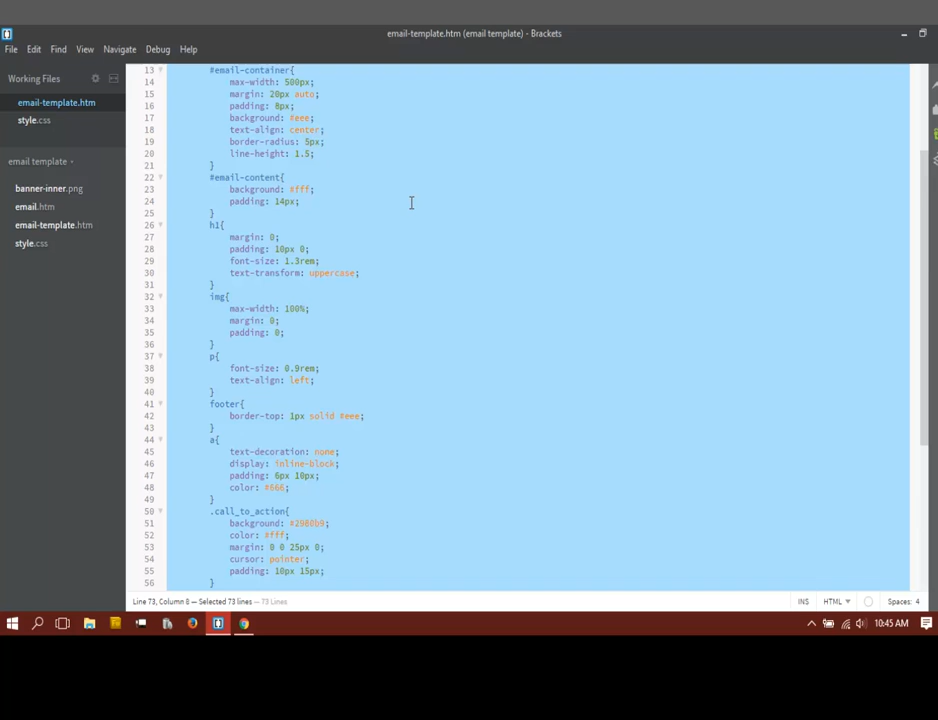 email-template.htm (email template) - Brackets
File Edit Find View Navigate Debug Help
Working Files
email-template.htm
style.css
email template
banner-inner.png
email.htm
email-template.htm
style.css
13 #email-container{
14 max-width: 500px;
15 margin: 20px auto;
16 padding: 8px;
17 background: #eee;
18 text-align: center;
19 border-radius: 5px;
20 line-height: 1.5;
21 }
22 #email-content{
23 background: #fff;
24 padding: 14px;
25 }
26 h1{
27 margin: 0;
28 padding: 10px 0;
29 font-size: 1.3rem;
30 text-transform: uppercase;
31 }
32 img{
33 max-width: 100%;
34 margin: 0;
35 padding: 0;
36 }
37 p{
38 font-size: 0.9rem;
39 text-align: left;
40 }
41 footer{
42 border-top: 1px solid #eee;
43 }
44 a{
45 text-decoration: none;
46 display: inline-block;
47 padding: 6px 10px;
48 color: #666;
49 }
50 .call_to_action{
51 background: #2980b9;
52 color: #fff;
53 margin: 0 0 25px 0;
54 cursor: pointer;
55 padding: 10px 15px;
56 }
Line 73, Column 8 — Selected 73 lines — 73 Lines
INS HTML Spaces: 4
10:45 AM